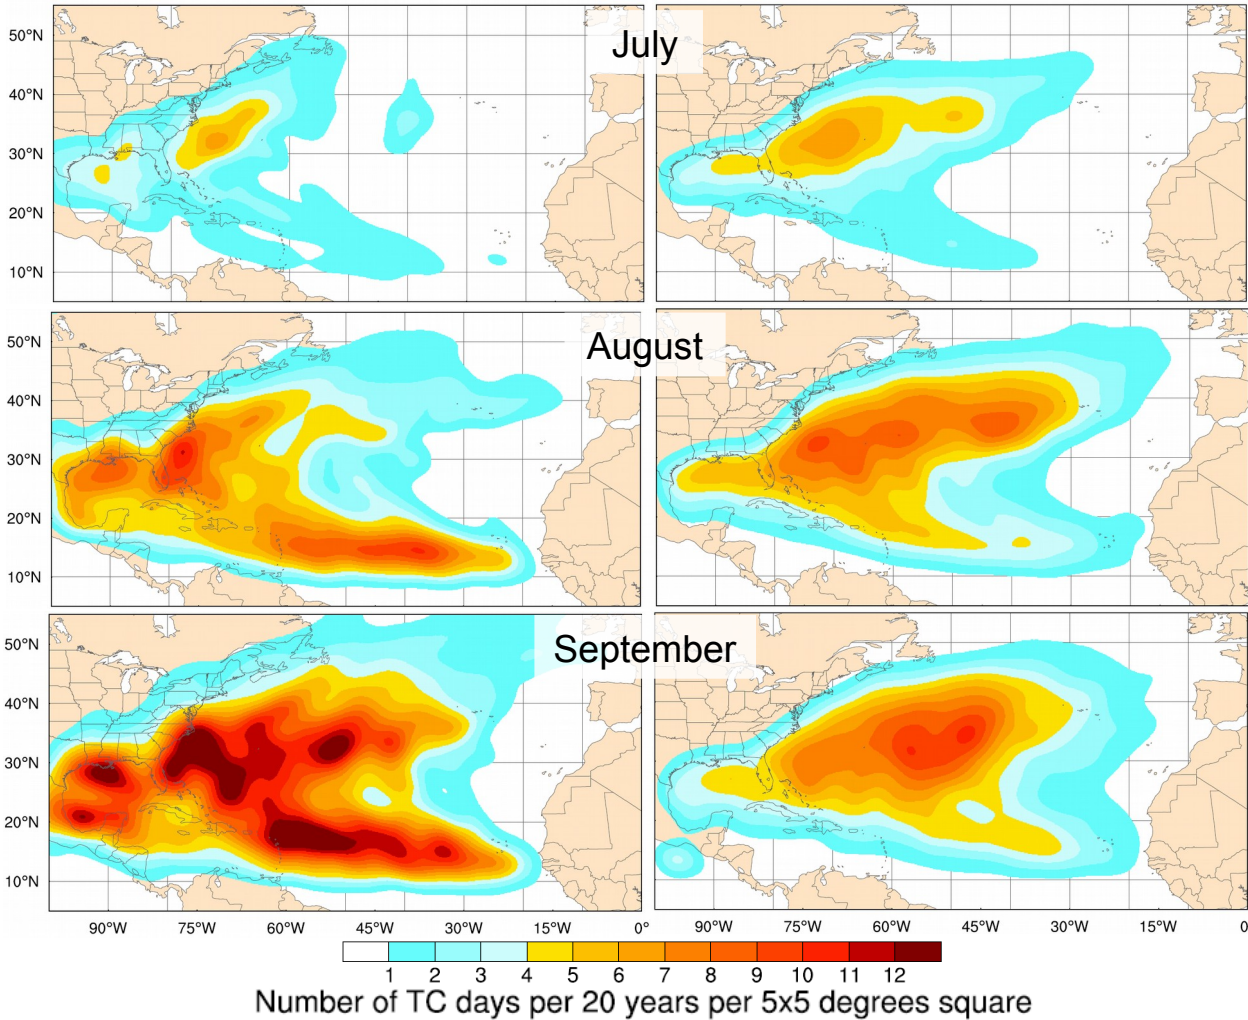 July
50°N
40°N
30°N
20°N
10°N
August
50°N
40°N
30°N
20°N
10°N
September
50°N
40°N
30°N
20°N
10°N
90°W 75°W 60°W 45°W 30°W 15°W 0° 90°W 75°W 60°W 45°W 30°W 15°W 0
1 2 3 4 5 6 7 8 9 10 11 12
Number of TC days per 20 years per 5x5 degrees square